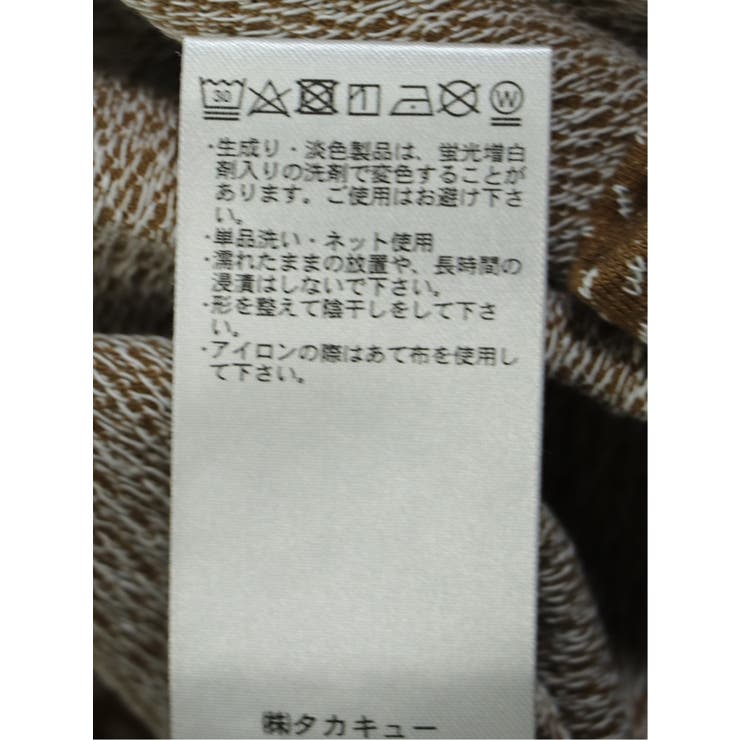 30 W
・生成り・淡色製品は、蛍光増白
剤入りの洗剤で変色することが
あります。ご使用はお避け下さ
い。
・単品洗い・ネット使用
・濡れたままの放置や、長時間の
浸漬はしないで下さい。
・形を整えて陰干しをして下さ
い。
・アイロンの際はあて布を使用し
て下さい。
㈱タカキュー